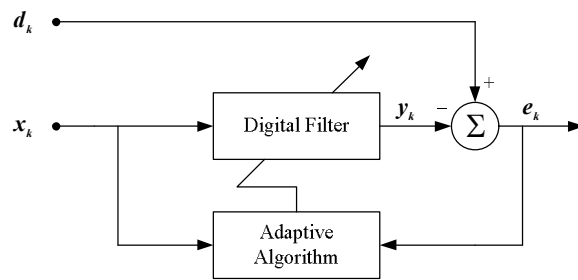 d_k
+
x_k
Digital Filter
y_k
−
Σ
e_k
Adaptive
Algorithm